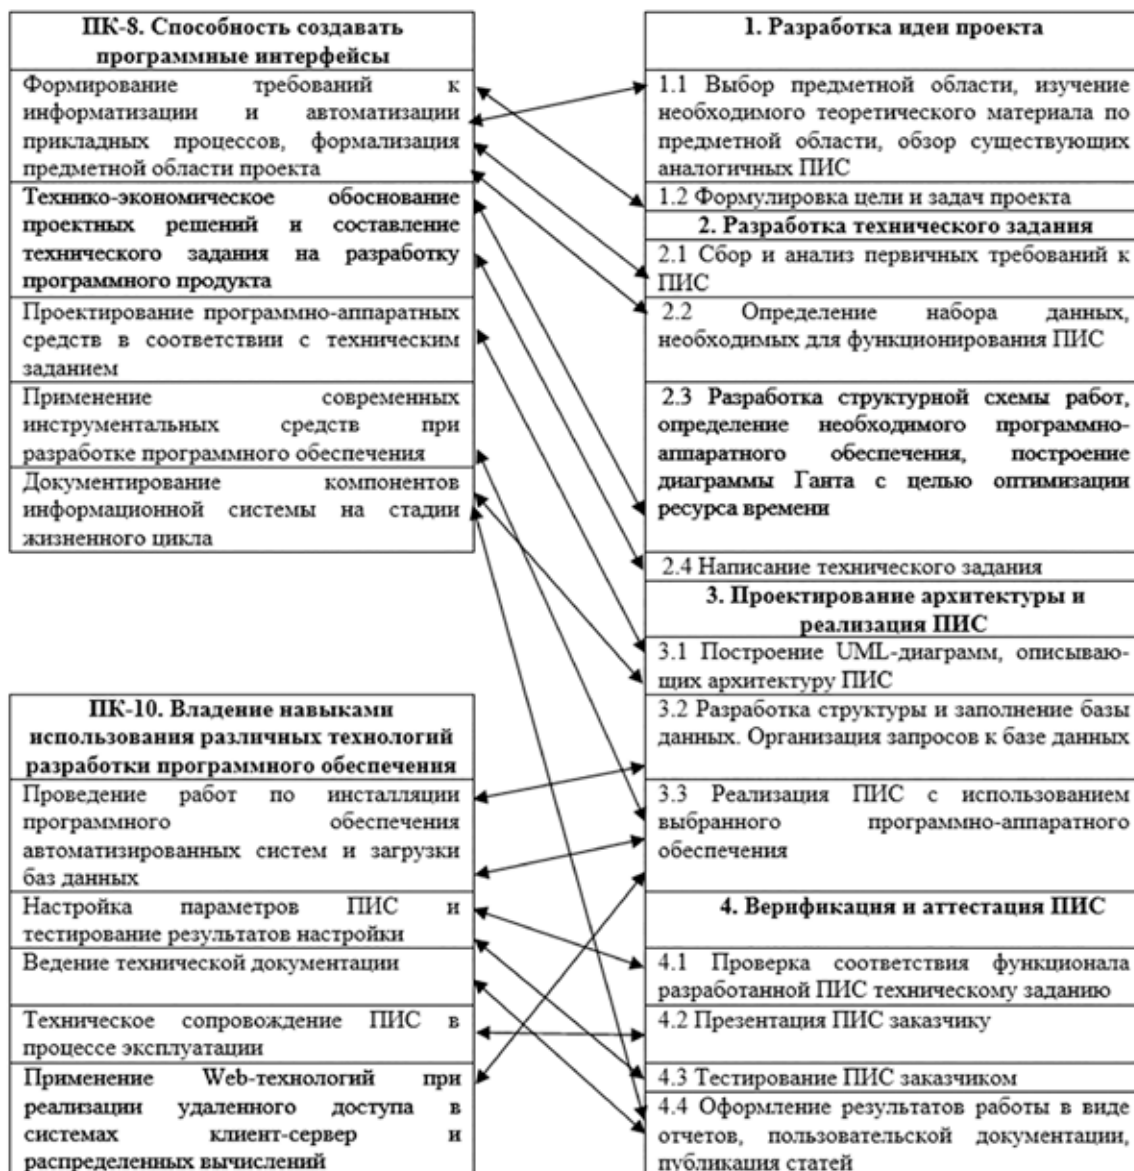 ПК-8. Способность создавать
программные интерфейсы
Формирование требований к
информатизации и автоматизации
прикладных процессов, формализация
предметной области проекта
Технико-экономическое обоснование
проектных решений и составление
технического задания на разработку
программного продукта
Проектирование программно-аппаратных
средств в соответствии с техническим
заданием
Применение современных
инструментальных средств при
разработке программного обеспечения
Документирование компонентов
информационной системы на стадии
жизненного цикла
ПК-10. Владение навыками
использования различных технологий
разработки программного обеспечения
Проведение работ по инсталляции
программного обеспечения
автоматизированных систем и загрузки
баз данных
Настройка параметров ПИС и
тестирование результатов настройки
Ведение технической документации
Техническое сопровождение ПИС в
процессе эксплуатации
Применение Web-технологий при
реализации удаленного доступа в
системах клиент-сервер и
распределенных вычислений
1. Разработка идеи проекта
1.1 Выбор предметной области, изучение
необходимого теоретического материала по
предметной области, обзор существующих
аналогичных ПИС
1.2 Формулировка цели и задач проекта
2. Разработка технического задания
2.1 Сбор и анализ первичных требований к
ПИС
2.2 Определение набора данных,
необходимых для функционирования ПИС
2.3 Разработка структурной схемы работ,
определение необходимого программно-
аппаратного обеспечения, построение
диаграммы Ганта с целью оптимизации
ресурса времени
2.4 Написание технического задания
3. Проектирование архитектуры и
реализация ПИС
3.1 Построение UML-диаграмм, описываю-
щих архитектуру ПИС
3.2 Разработка структуры и заполнение базы
данных. Организация запросов к базе данных
3.3 Реализация ПИС с использованием
выбранного программно-аппаратного
обеспечения
4. Верификация и аттестация ПИС
4.1 Проверка соответствия функционала
разработанной ПИС техническому заданию
4.2 Презентация ПИС заказчику
4.3 Тестирование ПИС заказчиком
4.4 Оформление результатов работы в виде
отчетов, пользовательской документации,
публикация статей